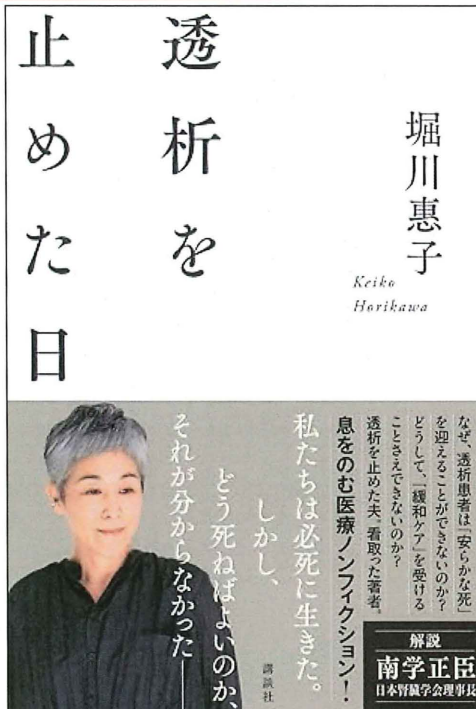 透析を
止めた日
堀川惠子
Keiko
Horikawa
なぜ、透析患者は「安らかな死」
を迎えることができないのか?
どうして、「緩和ケア」を受ける
ことさえできないのか?
透析を止めた夫。看取った著者。
息をのむ医療ノンフィクション!
私たちは必死に生きた。
しかし、
どう死ねばよいのか、
それが分からなかった――
講談社
解説
南学正臣
日本腎臓学会理事長